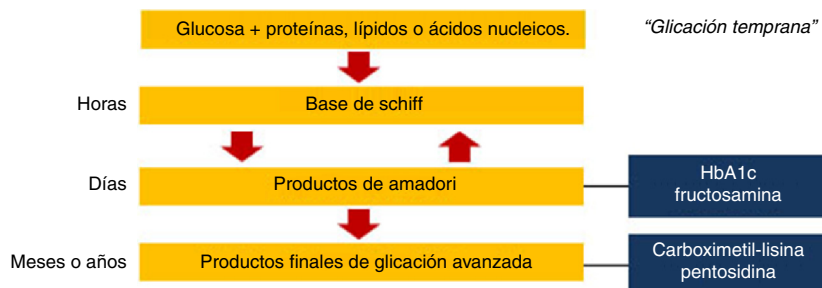 Glucosa + proteínas, lípidos o ácidos nucleicos.
“Glicación temprana”
Horas
Base de schiff
Días
Productos de amadori
HbA1c
fructosamina
Meses o años
Productos finales de glicación avanzada
Carboximetil-lisina
pentosidina